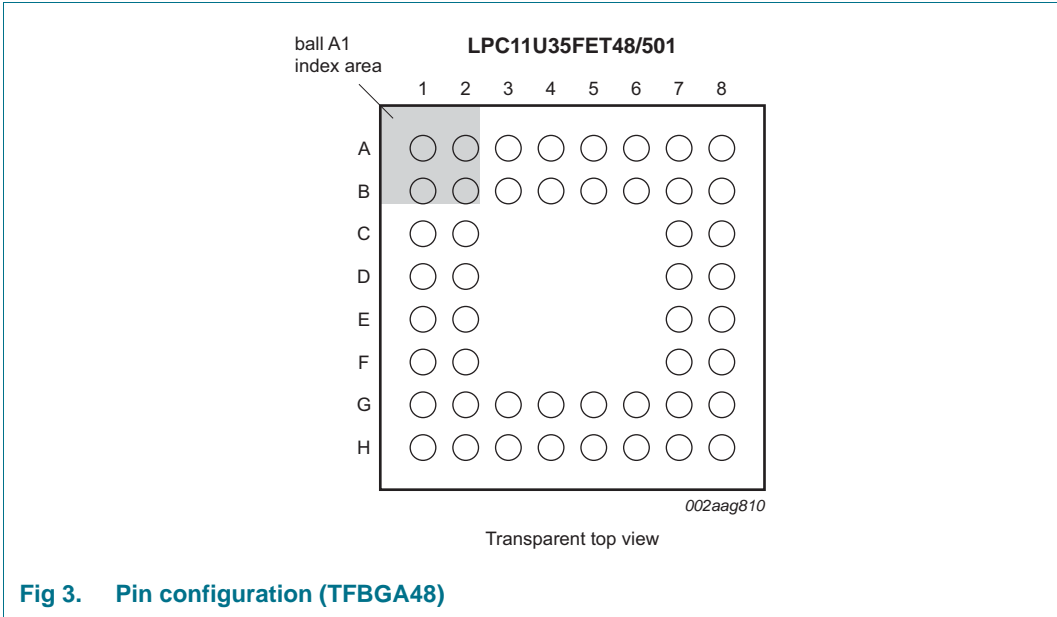 ball A1
index area
LPC11U35FET48/501
1 2 3 4 5 6 7 8
A
B
C
D
E
F
G
H
002aag810
Transparent top view
Fig 3. Pin configuration (TFBGA48)